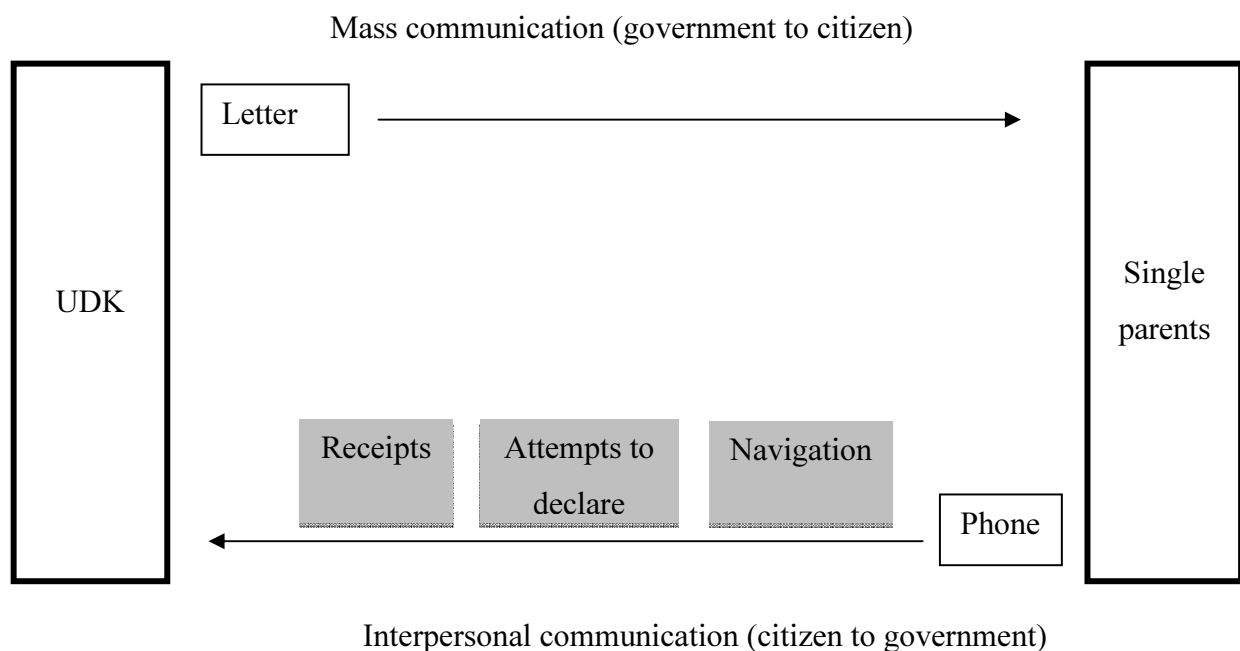 Mass communication (government to citizen)
Letter
UDK
Single
parents
Receipts
Attempts to
declare
Navigation
Phone
Interpersonal communication (citizen to government)